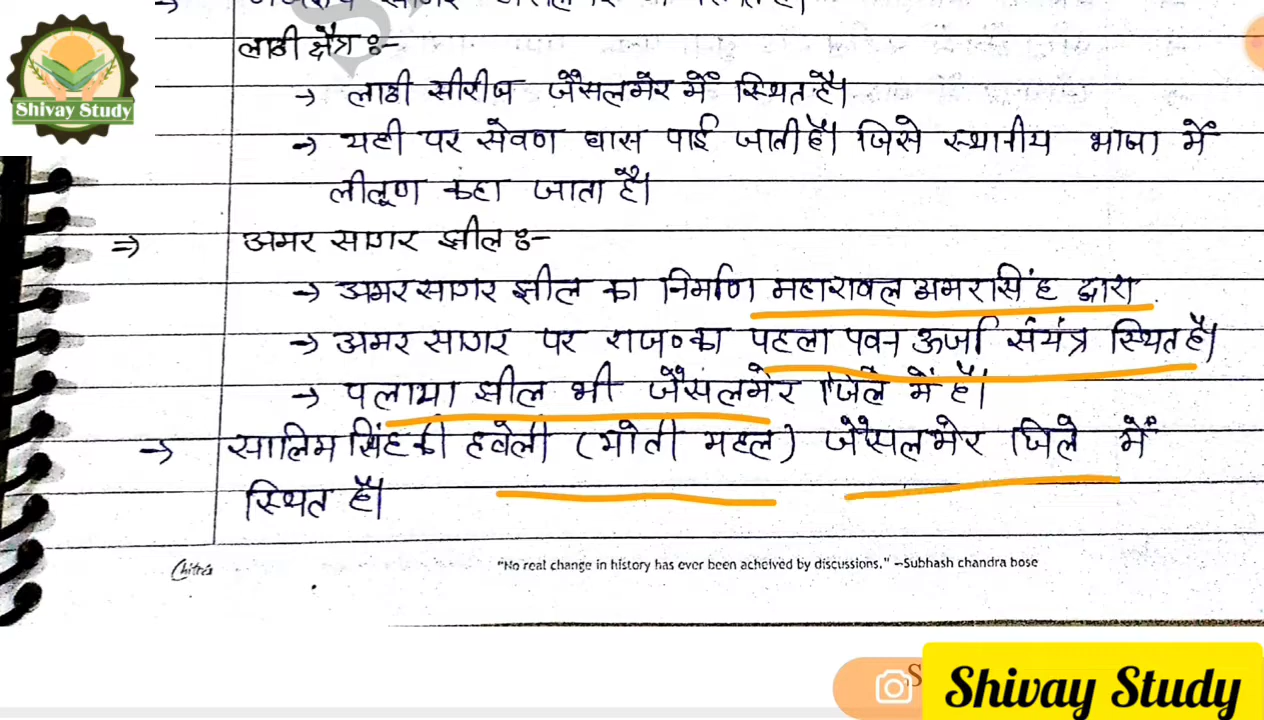 लाठी क्षैत्र :-
Shivay Study
→ लाठी सीरीज जैसलमेर में स्थित है।
→ यही पर सेवण घास पाई जाती है। जिसे स्थानीय भाषा में
लीलूण कहा जाता है।
⇒ अमर सागर झील :-
→ अमर सागर झील का निर्माण महारावल अमरसिंह द्वारा
→ अमर सागर पर राज० का पहला पवन ऊर्जा संयंत्र स्थित है।
→ पलाया झील भी जैसलमेर जिले में है।
→ सालिम सिंह की हवेली (मोती महल) जैसलमेर जिले में
स्थित है।
Chitra
"No real change in history has ever been acheived by discussions." –Subhash chandra bose
Shivay Study